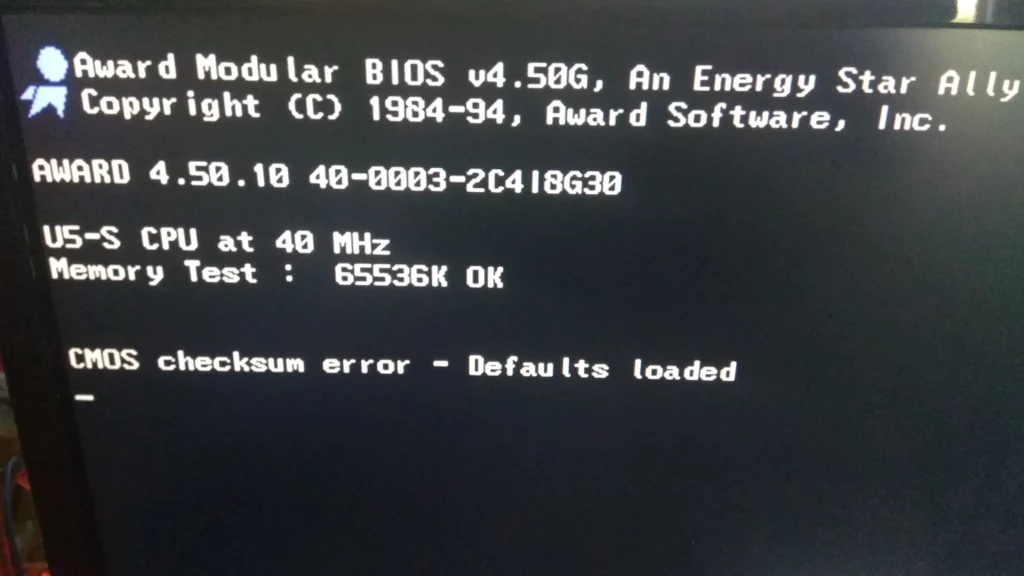 Award Modular BIOS v4.50G, An Energy Star Ally
Copyright (C) 1984-94, Award Software, Inc.
AWARD 4.50.10 40-0003-2C4I8G30
U5-S CPU at 40 MHz
Memory Test : 65536K OK
CMOS checksum error - Defaults loaded